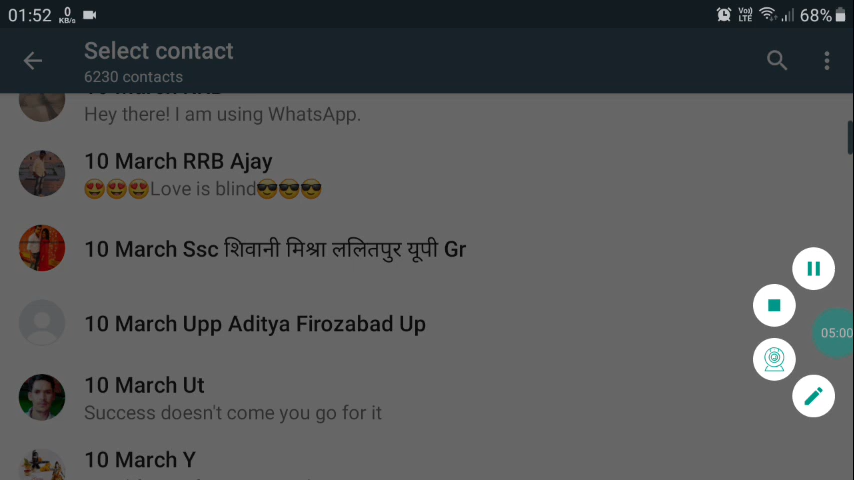 01:52 0 KB/s Vo)) LTE 68%
Select contact
6230 contacts
Hey there! I am using WhatsApp.
10 March RRB Ajay
😍😍😍Love is blind😎😎😎
10 March Ssc शिवानी मिश्रा ललितपुर यूपी Gr
10 March Upp Aditya Firozabad Up
05:00
10 March Ut
Success doesn't come you go for it
10 March Y